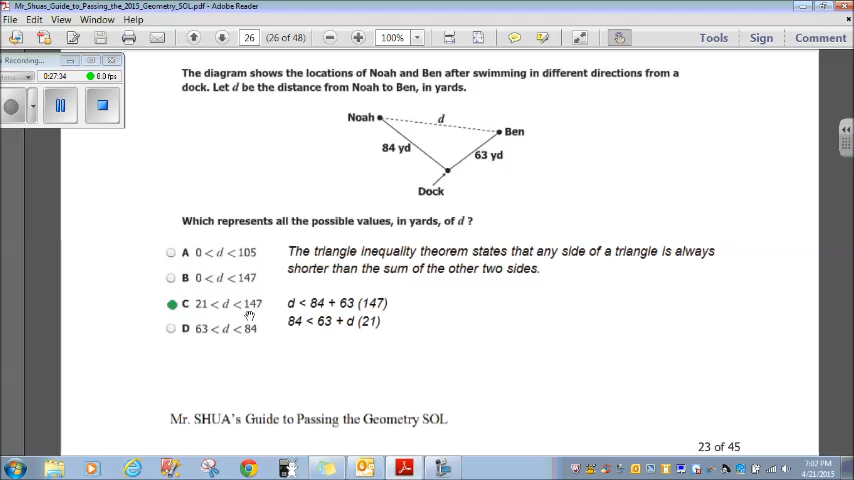 Mr_Shuas_Guide_to_Passing_the_2015_Geometry_SOL.pdf - Adobe Reader
File Edit View Window Help
26 (26 of 48) 100% Tools Sign Comment
Recording...
0:27:34 0.0 fps
The diagram shows the locations of Noah and Ben after swimming in different directions from a
dock. Let d be the distance from Noah to Ben, in yards.
Noah d Ben
84 yd 63 yd
Dock
Which represents all the possible values, in yards, of d ?
A 0 < d < 105
B 0 < d < 147
C 21 < d < 147
D 63 < d < 84
The triangle inequality theorem states that any side of a triangle is always
shorter than the sum of the other two sides.
d < 84 + 63 (147)
84 < 63 + d (21)
Mr. SHUA's Guide to Passing the Geometry SOL
23 of 45
7:02 PM
4/21/2015